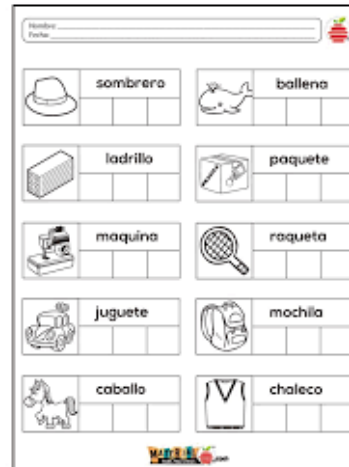 Nombre:
Fecha:
sombrero
ballena
ladrillo
paquete
maquina
raqueta
juguete
mochila
caballo
chaleco